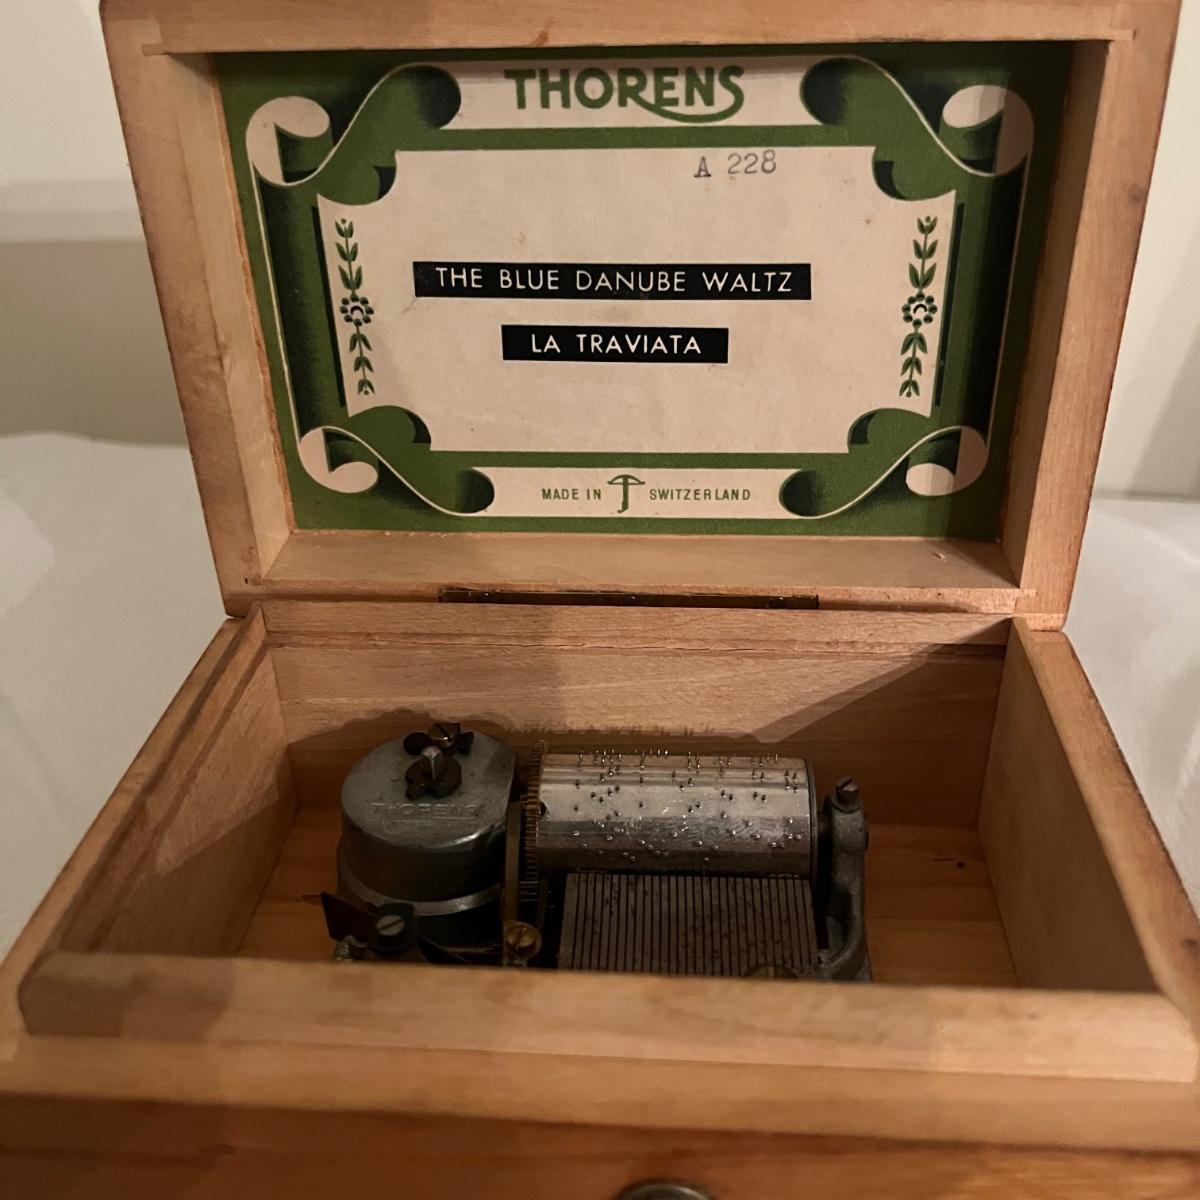 THORENS
A 228
THE BLUE DANUBE WALTZ
LA TRAVIATA
MADE IN SWITZERLAND
THORENS